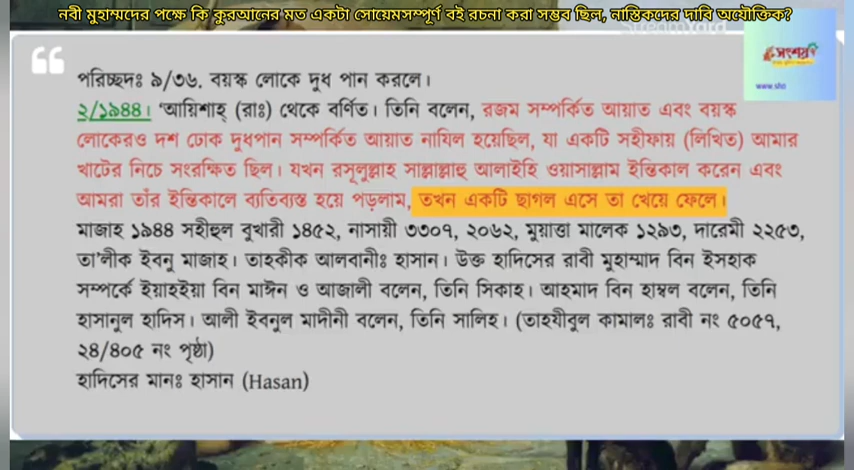 নবী মুহাম্মদের পক্ষে কি কুরআনের মত একটা সোয়েমসম্পূর্ণ বই রচনা করা সম্ভব ছিল, নাস্তিকদের দাবি অযৌক্তিক?
StreamYard
সংশয়
www.sho
পরিচ্ছদঃ ৯/৩৬. বয়স্ক লোকে দুধ পান করলে।
২/১৯৪৪। 'আয়িশাহ্ (রাঃ) থেকে বর্ণিত। তিনি বলেন, রজম সম্পর্কিত আয়াত এবং বয়স্ক
লোকেরও দশ ঢোক দুধপান সম্পর্কিত আয়াত নাযিল হয়েছিল, যা একটি সহীফায় (লিখিত) আমার
খাটের নিচে সংরক্ষিত ছিল। যখন রসূলুল্লাহ সাল্লাল্লাহু আলাইহি ওয়াসাল্লাম ইন্তিকাল করেন এবং
আমরা তাঁর ইন্তিকালে ব্যতিব্যস্ত হয়ে পড়লাম, তখন একটি ছাগল এসে তা খেয়ে ফেলে।
মাজাহ ১৯৪৪ সহীহুল বুখারী ১৪৫২, নাসায়ী ৩৩০৭, ২০৬২, মুয়াত্তা মালেক ১২৯৩, দারেমী ২২৫৩,
তা'লীক ইবনু মাজাহ। তাহকীক আলবানীঃ হাসান। উক্ত হাদিসের রাবী মুহাম্মাদ বিন ইসহাক
সম্পর্কে ইয়াহইয়া বিন মাঈন ও আজালী বলেন, তিনি সিকাহ। আহমাদ বিন হাম্বল বলেন, তিনি
হাসানুল হাদিস। আলী ইবনুল মাদীনী বলেন, তিনি সালিহ। (তাহযীবুল কামালঃ রাবী নং ৫০৫৭,
২৪/৪০৫ নং পৃষ্ঠা)
হাদিসের মানঃ হাসান (Hasan)